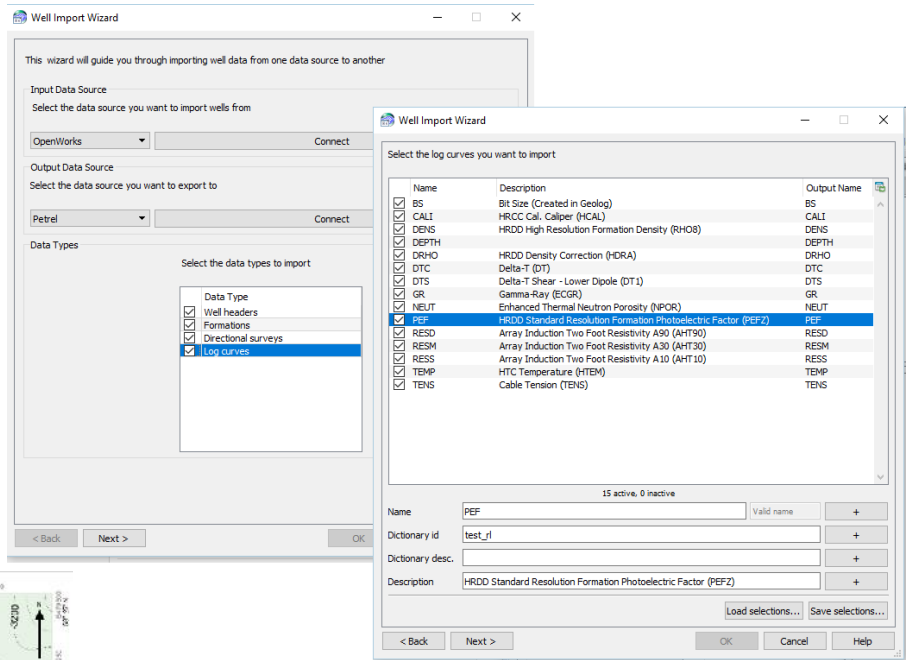 Well Import Wizard
This wizard will guide you through importing well data from one data source to another
Input Data Source
Select the data source you want to import wells from
OpenWorks Connect
Output Data Source
Select the data source you want to export to
Petrel Connect
Data Types
Select the data types to import
Data Type
Well headers
Formations
Directional surveys
Log curves
< Back Next > OK
Well Import Wizard
Select the log curves you want to import
Name Description Output Name
BS Bit Size (Created in Geolog) BS
CALI HRCC Cal. Caliper (HCAL) CALI
DENS HRDD High Resolution Formation Density (RHO8) DENS
DEPTH DEPTH
DRHO HRDD Density Correction (HDRA) DRHO
DTC Delta-T (DT) DTC
DTS Delta-T Shear - Lower Dipole (DT1) DTS
GR Gamma-Ray (ECGR) GR
NEUT Enhanced Thermal Neutron Porosity (NPOR) NEUT
PEF HRDD Standard Resolution Formation Photoelectric Factor (PEFZ) PEF
RESD Array Induction Two Foot Resistivity A90 (AHT90) RESD
RESM Array Induction Two Foot Resistivity A30 (AHT30) RESM
RESS Array Induction Two Foot Resistivity A10 (AHT10) RESS
TEMP HTC Temperature (HTEM) TEMP
TENS Cable Tension (TENS) TENS
15 active, 0 inactive
Name PEF Valid name +
Dictionary id test_rl +
Dictionary desc. +
Description HRDD Standard Resolution Formation Photoelectric Factor (PEFZ) +
Load selections... Save selections...
< Back Next > OK Cancel Help